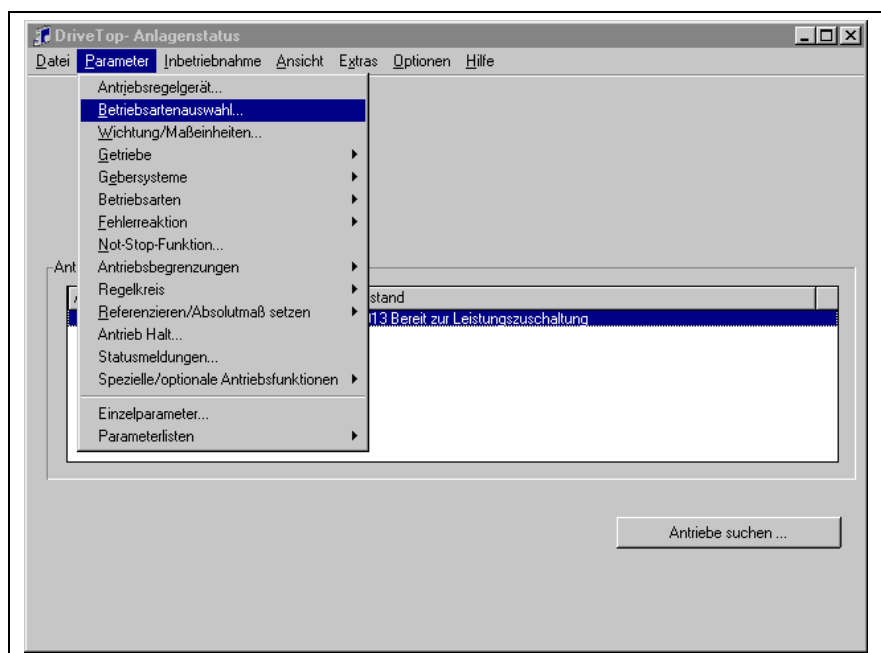 DriveTop- Anlagenstatus
Datei Parameter Inbetriebnahme Ansicht Extras Optionen Hilfe
Antriebsregelgerät...
Betriebsartenauswahl...
Wichtung/Maßeinheiten...
Getriebe
Gebersysteme
Betriebsarten
Fehlerreaktion
Not-Stop-Funktion...
Antriebsbegrenzungen
Regelkreis
Referenzieren/Absolutmaß setzen
Antrieb Halt...
Statusmeldungen...
Spezielle/optionale Antriebsfunktionen
Einzelparameter...
Parameterlisten
Ant
stand
013 Bereit zur Leistungszuschaltung
Antriebe suchen ...